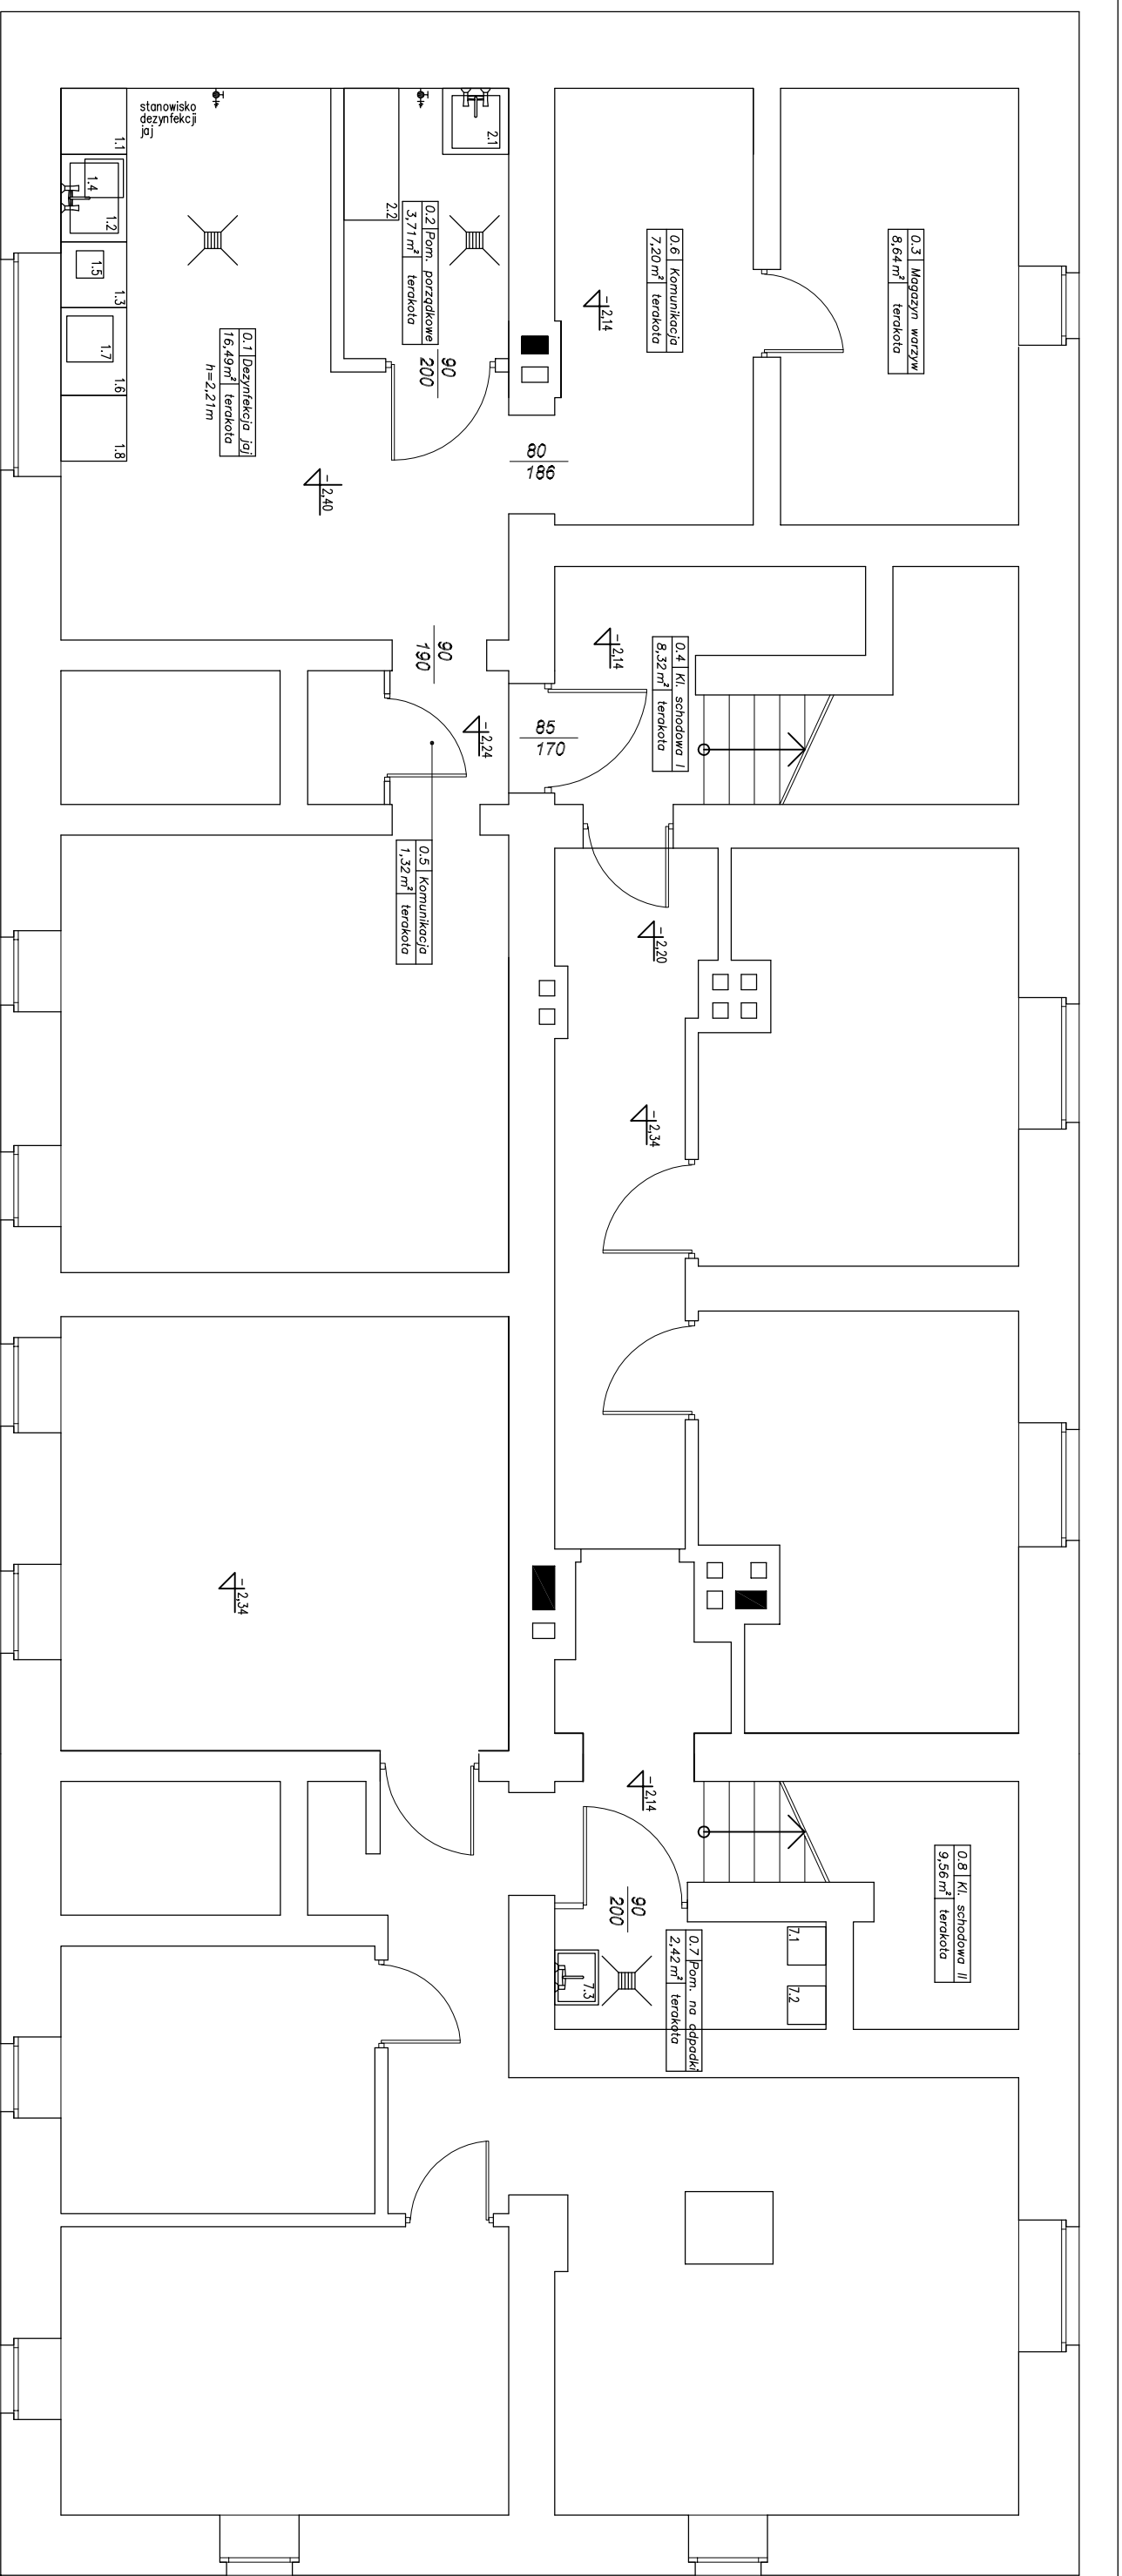 0.3 Magazyn warzyw
8,64m² terakota
0.6 Komunikacja
7,20m² terakota
-2,14
2.1
2.2
0.2 Pom. porządkowe
3,71m² terakota
90
200
80
186
stanowisko
dezynfekcji
jaj
1.1
1.4
1.2
1.5
1.3
1.7
1.6
1.8
0.1 Dezynfekcja jaj
16,49m² terakota
h=2,21m
-2,40
0.4 Kl. schodowa I
8,32m² terakota
-2,14
90
190
-2,24
85
170
0.5 Komunikacja
1,32m² terakota
-2,20
-2,34
-2,34
-2,14
0.8 Kl. schodowa II
9,56m² terakota
90
200
0.7 Pom. na odpadki
2,42m² terakota
7.1
7.2
7.3